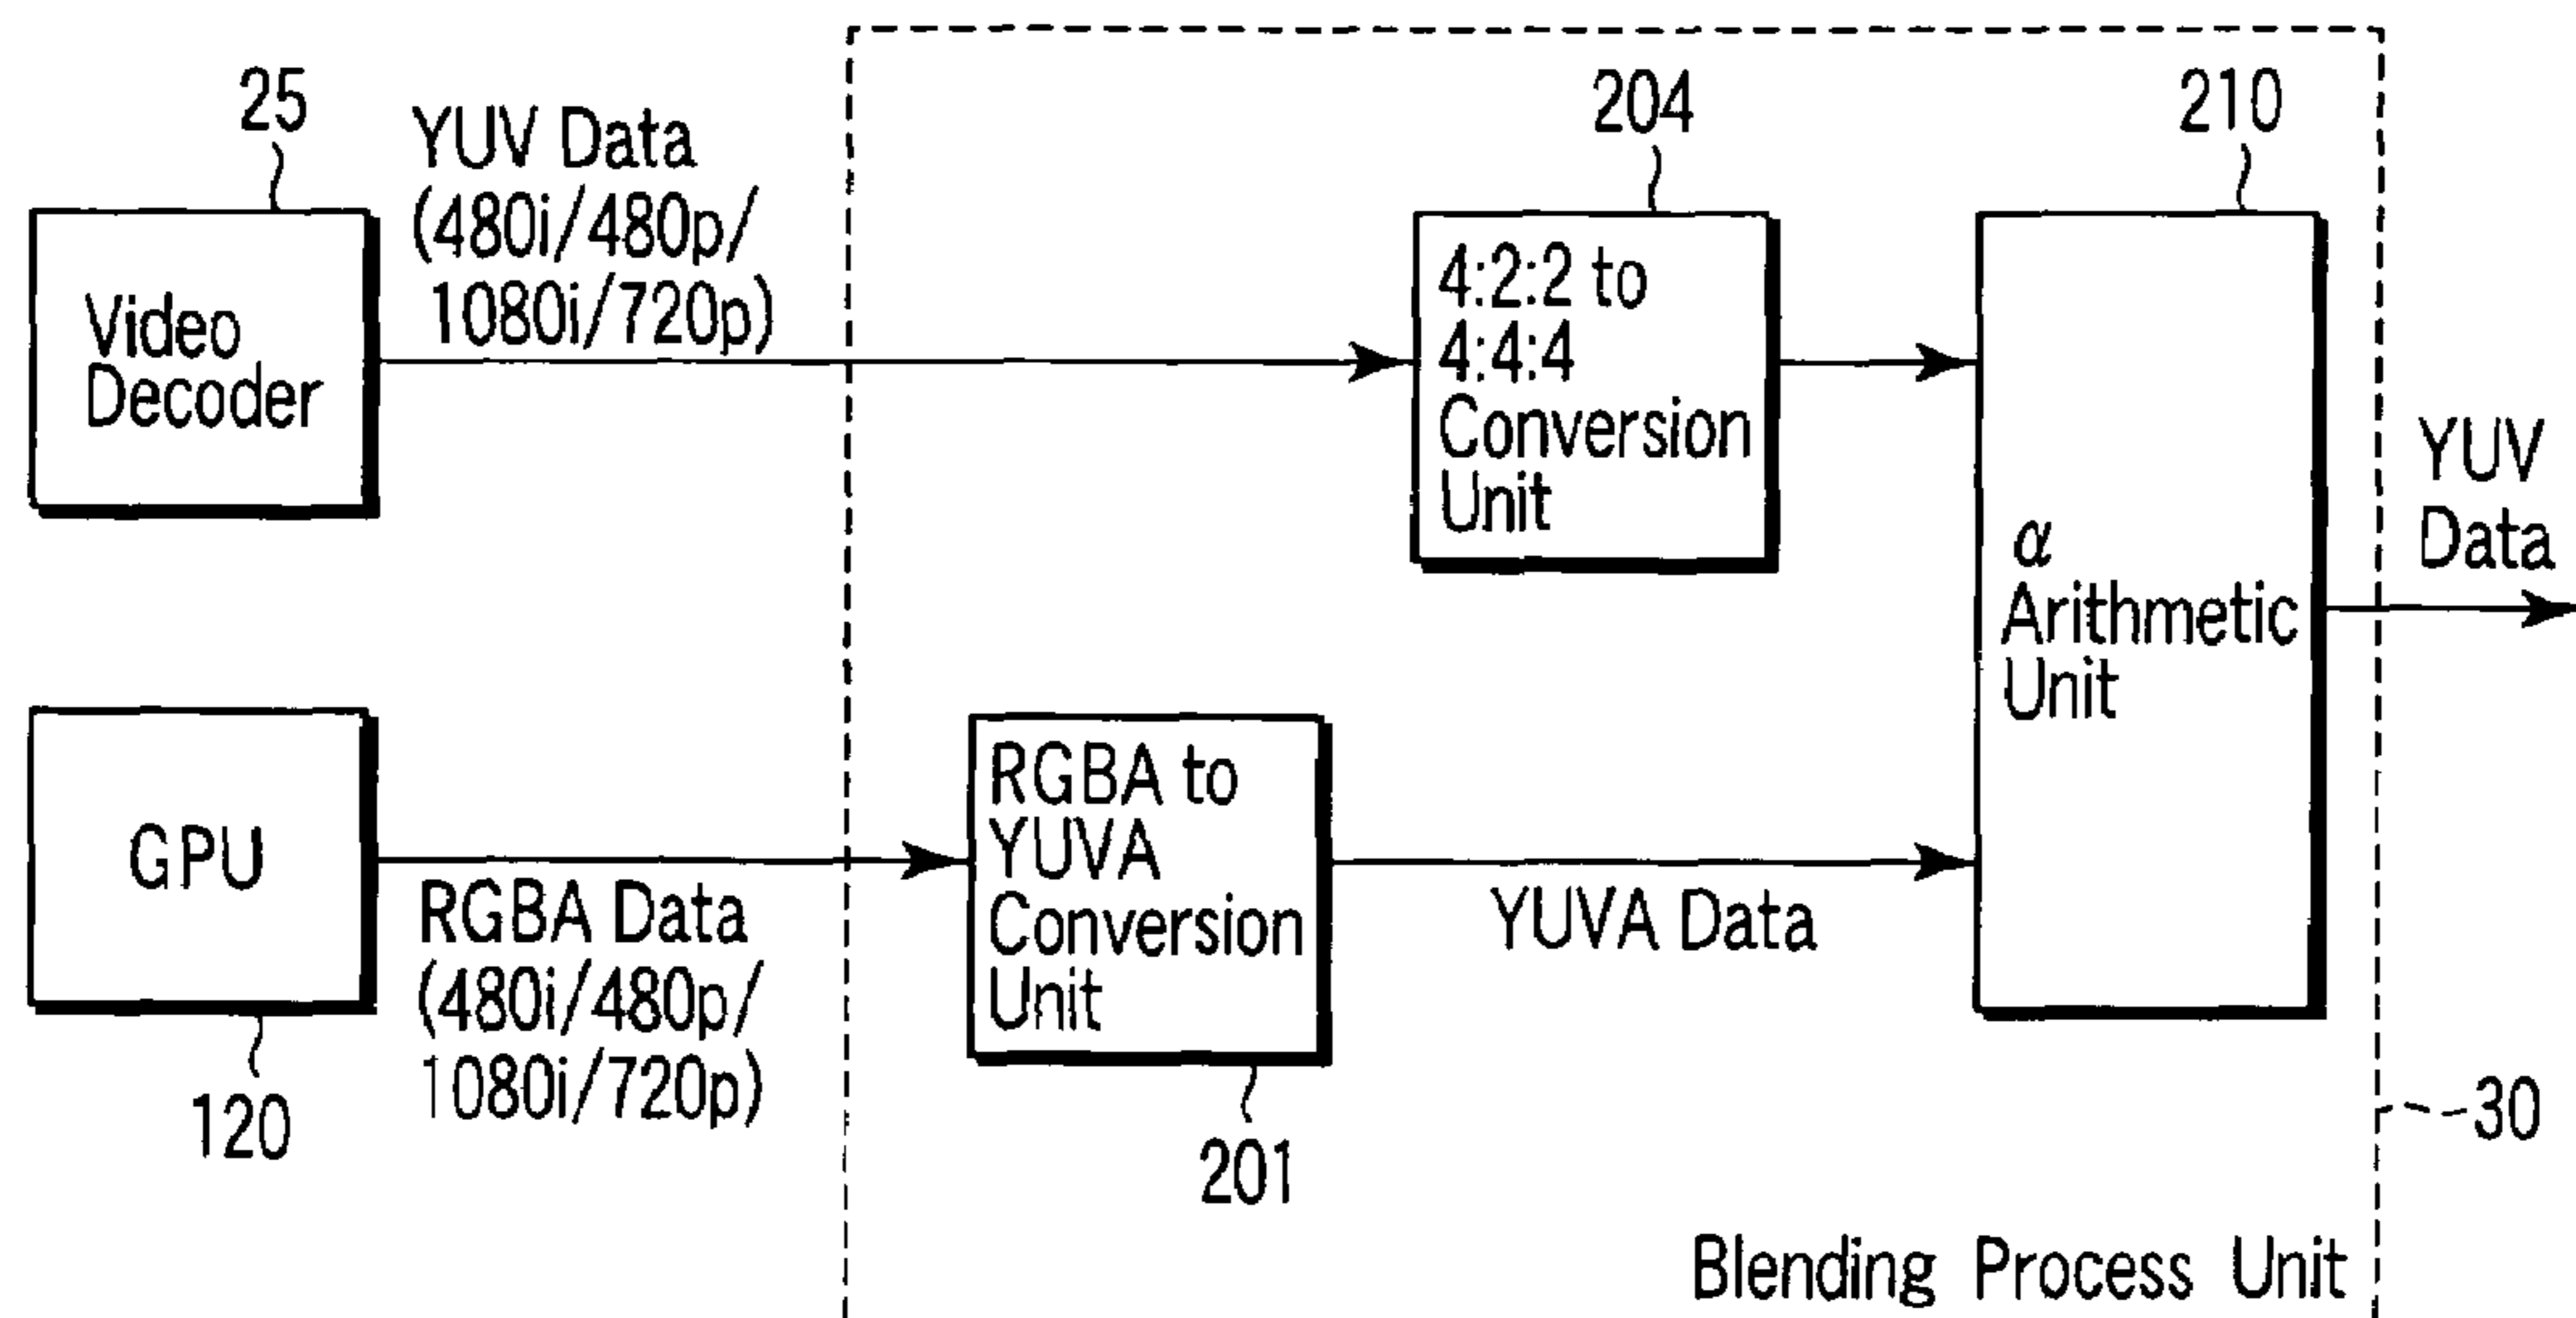 25
YUV Data
(480i/480p/
1080i/720p)
Video
Decoder
204
4:2:2 to
4:4:4
Conversion
Unit
210
α
Arithmetic
Unit
YUV
Data
GPU
120
RGBA Data
(480i/480p/
1080i/720p)
RGBA to
YUVA
Conversion
Unit
201
YUVA Data
30
Blending Process Unit